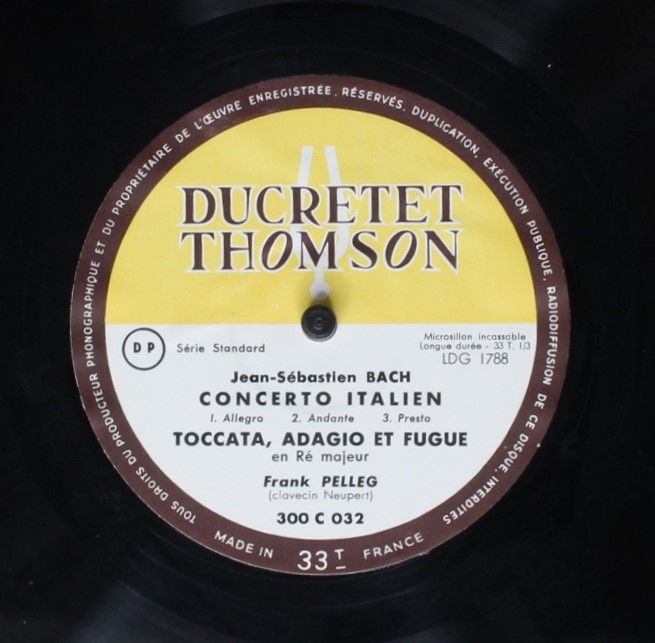 TOUS DROITS DU PRODUCTEUR PHONOGRAPHIQUE ET DU PROPRIÉTAIRE DE L'ŒUVRE ENREGISTRÉE, RÉSERVÉS. DUPLICATION, EXÉCUTION PUBLIQUE, RADIODIFFUSION DE CE DISQUE, INTERDITES
DUCRETET
THOMSON
DP Série Standard
Microsillon Incassable
Longue durée - 33 T. 1/3
LDG 1788
Jean-Sébastien BACH
CONCERTO ITALIEN
1. Allegro 2. Andante 3. Presto
TOCCATA, ADAGIO ET FUGUE
en Ré majeur
Frank PELLEG
(clavecin Neupert)
300 C 032
MADE IN 33 T FRANCE